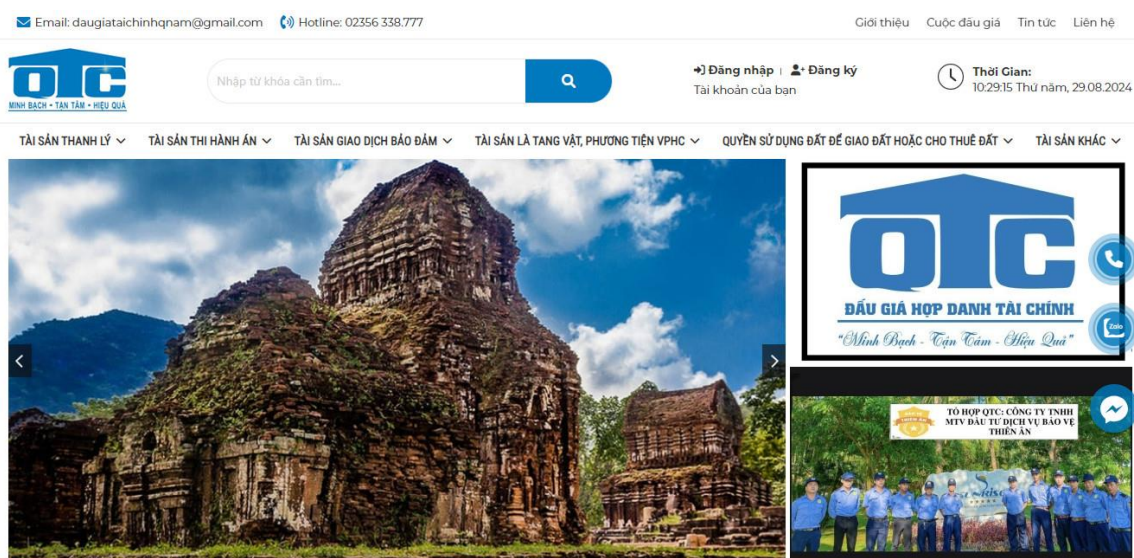 Email: daugiataichinhqnam@gmail.com
Hotline: 02356 338.777
Giới thiệu
Cuộc đấu giá
Tin tức
Liên hệ
QTC
MINH BẠCH • TẬN TÂM • HIỆU QUẢ
Nhập từ khóa cần tìm...
Đăng nhập
Đăng ký
Tài khoản của bạn
Thời Gian:
10:29:15 Thứ năm, 29.08.2024
TÀI SẢN THANH LÝ
TÀI SẢN THI HÀNH ÁN
TÀI SẢN GIAO DỊCH BẢO ĐẢM
TÀI SẢN LÀ TANG VẬT, PHƯƠNG TIỆN VPHC
QUYỀN SỬ DỤNG ĐẤT ĐỂ GIAO ĐẤT HOẶC CHO THUÊ ĐẤT
TÀI SẢN KHÁC
QTC
ĐẤU GIÁ HỢP DANH TÀI CHÍNH
"Minh Bạch - Tận Tâm - Hiệu Quả"
Zalo
TỔ HỢP QTC: CÔNG TY TNHH
MTV ĐẦU TƯ DỊCH VỤ BẢO VỆ
THIÊN ÂN